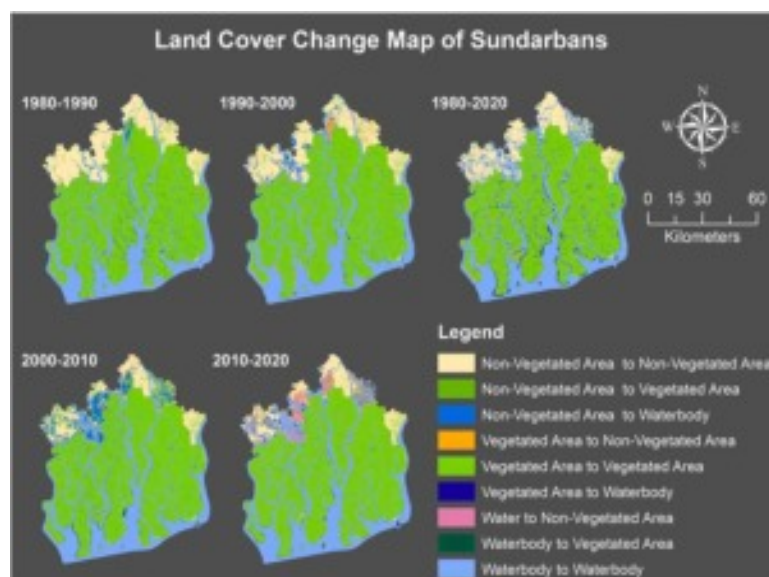 Land Cover Change Map of Sundarbans
1980-1990
1990-2000
1980-2020
N
W
E
S
0 15 30 60
Kilometers
2000-2010
2010-2020
Legend
Non-Vegetated Area to Non-Vegetated Area
Non-Vegetated Area to Vegetated Area
Non-Vegetated Area to Waterbody
Vegetated Area to Non-Vegetated Area
Vegetated Area to Vegetated Area
Vegetated Area to Waterbody
Water to Non-Vegetated Area
Waterbody to Vegetated Area
Waterbody to Waterbody